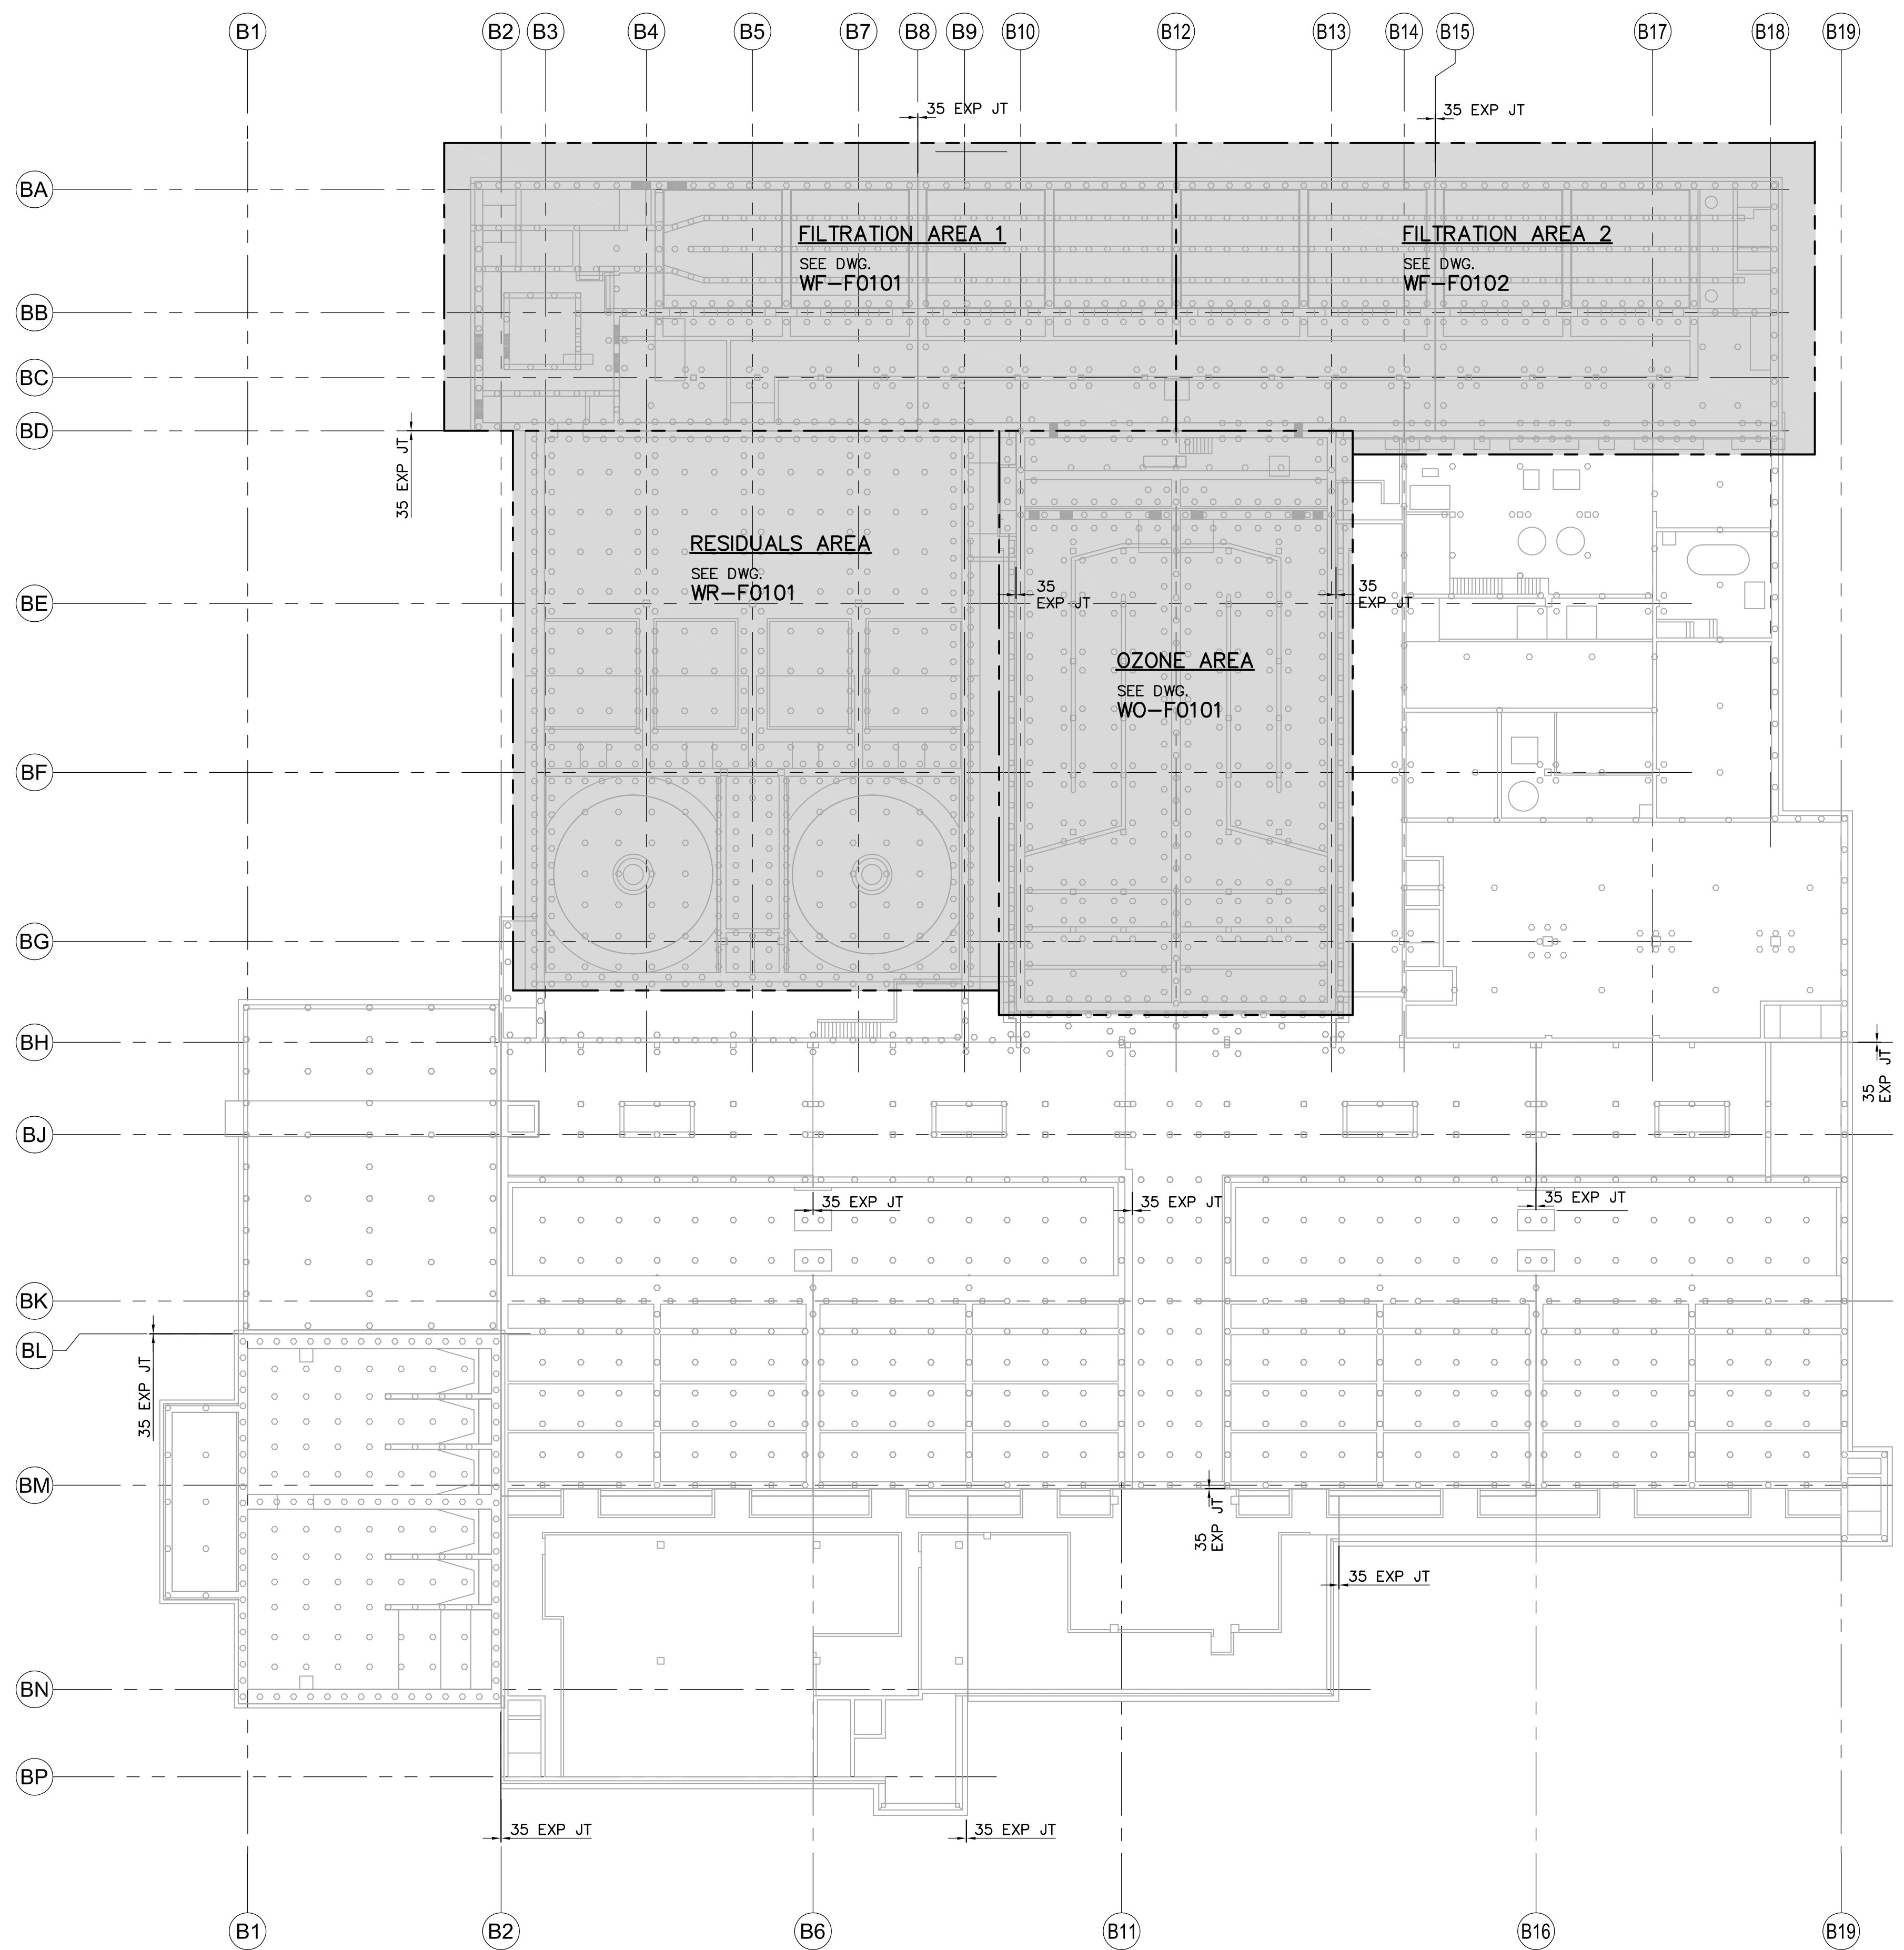 B1 B2 B3 B4 B5 B7 B8 B9 B10 B12 B13 B14 B15 B17 B18 B19
35 EXP JT
35 EXP JT
BA
FILTRATION AREA 1
SEE DWG.
WF-F0101
FILTRATION AREA 2
SEE DWG.
WF-F0102
BB
BC
BD
35 EXP JT
RESIDUALS AREA
SEE DWG.
WR-F0101
BE
35
EXP JT
35
EXP JT
OZONE AREA
SEE DWG.
WO-F0101
BF
BG
BH
35
EXP JT
BJ
35 EXP JT
35 EXP JT
35 EXP JT
BK
BL
35 EXP JT
BM
35
EXP JT
35 EXP JT
BN
BP
35 EXP JT
35 EXP JT
B1 B2 B6 B11 B16 B19